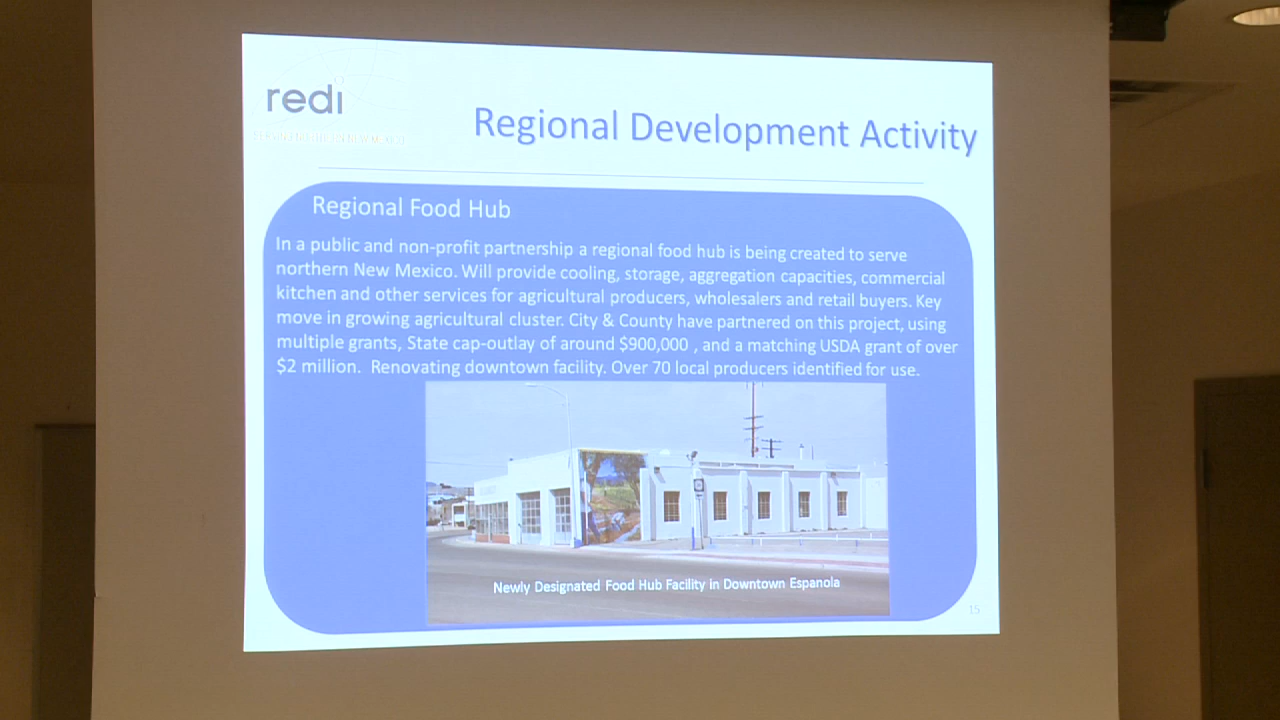 redi
SERVING NORTHERN NEW MEXICO
Regional Development Activity
Regional Food Hub
In a public and non-profit partnership a regional food hub is being created to serve
northern New Mexico. Will provide cooling, storage, aggregation capacities, commercial
kitchen and other services for agricultural producers, wholesalers and retail buyers. Key
move in growing agricultural cluster. City & County have partnered on this project, using
multiple grants, State cap-outlay of around $900,000 , and a matching USDA grant of over
$2 million. Renovating downtown facility. Over 70 local producers identified for use.
Newly Designated Food Hub Facility in Downtown Espanola
15